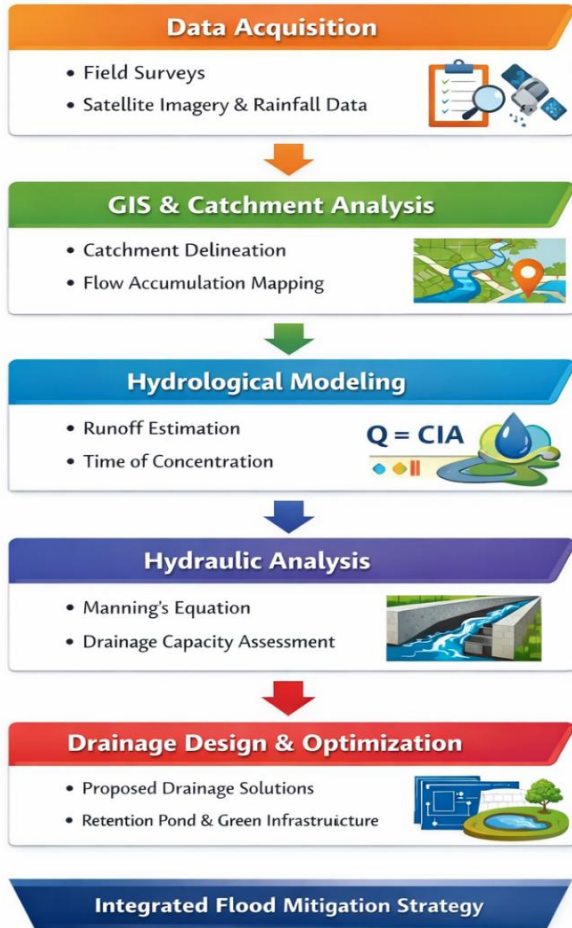 Data Acquisition
• Field Surveys
• Satellite Imagery & Rainfall Data
GIS & Catchment Analysis
• Catchment Delineation
• Flow Accumulation Mapping
Hydrological Modeling
• Runoff Estimation
• Time of Concentration
Q = CIA
Hydraulic Analysis
• Manning's Equation
• Drainage Capacity Assessment
Drainage Design & Optimization
• Proposed Drainage Solutions
• Retention Pond & Green Infrastruicture
Integrated Flood Mitigation Strategy